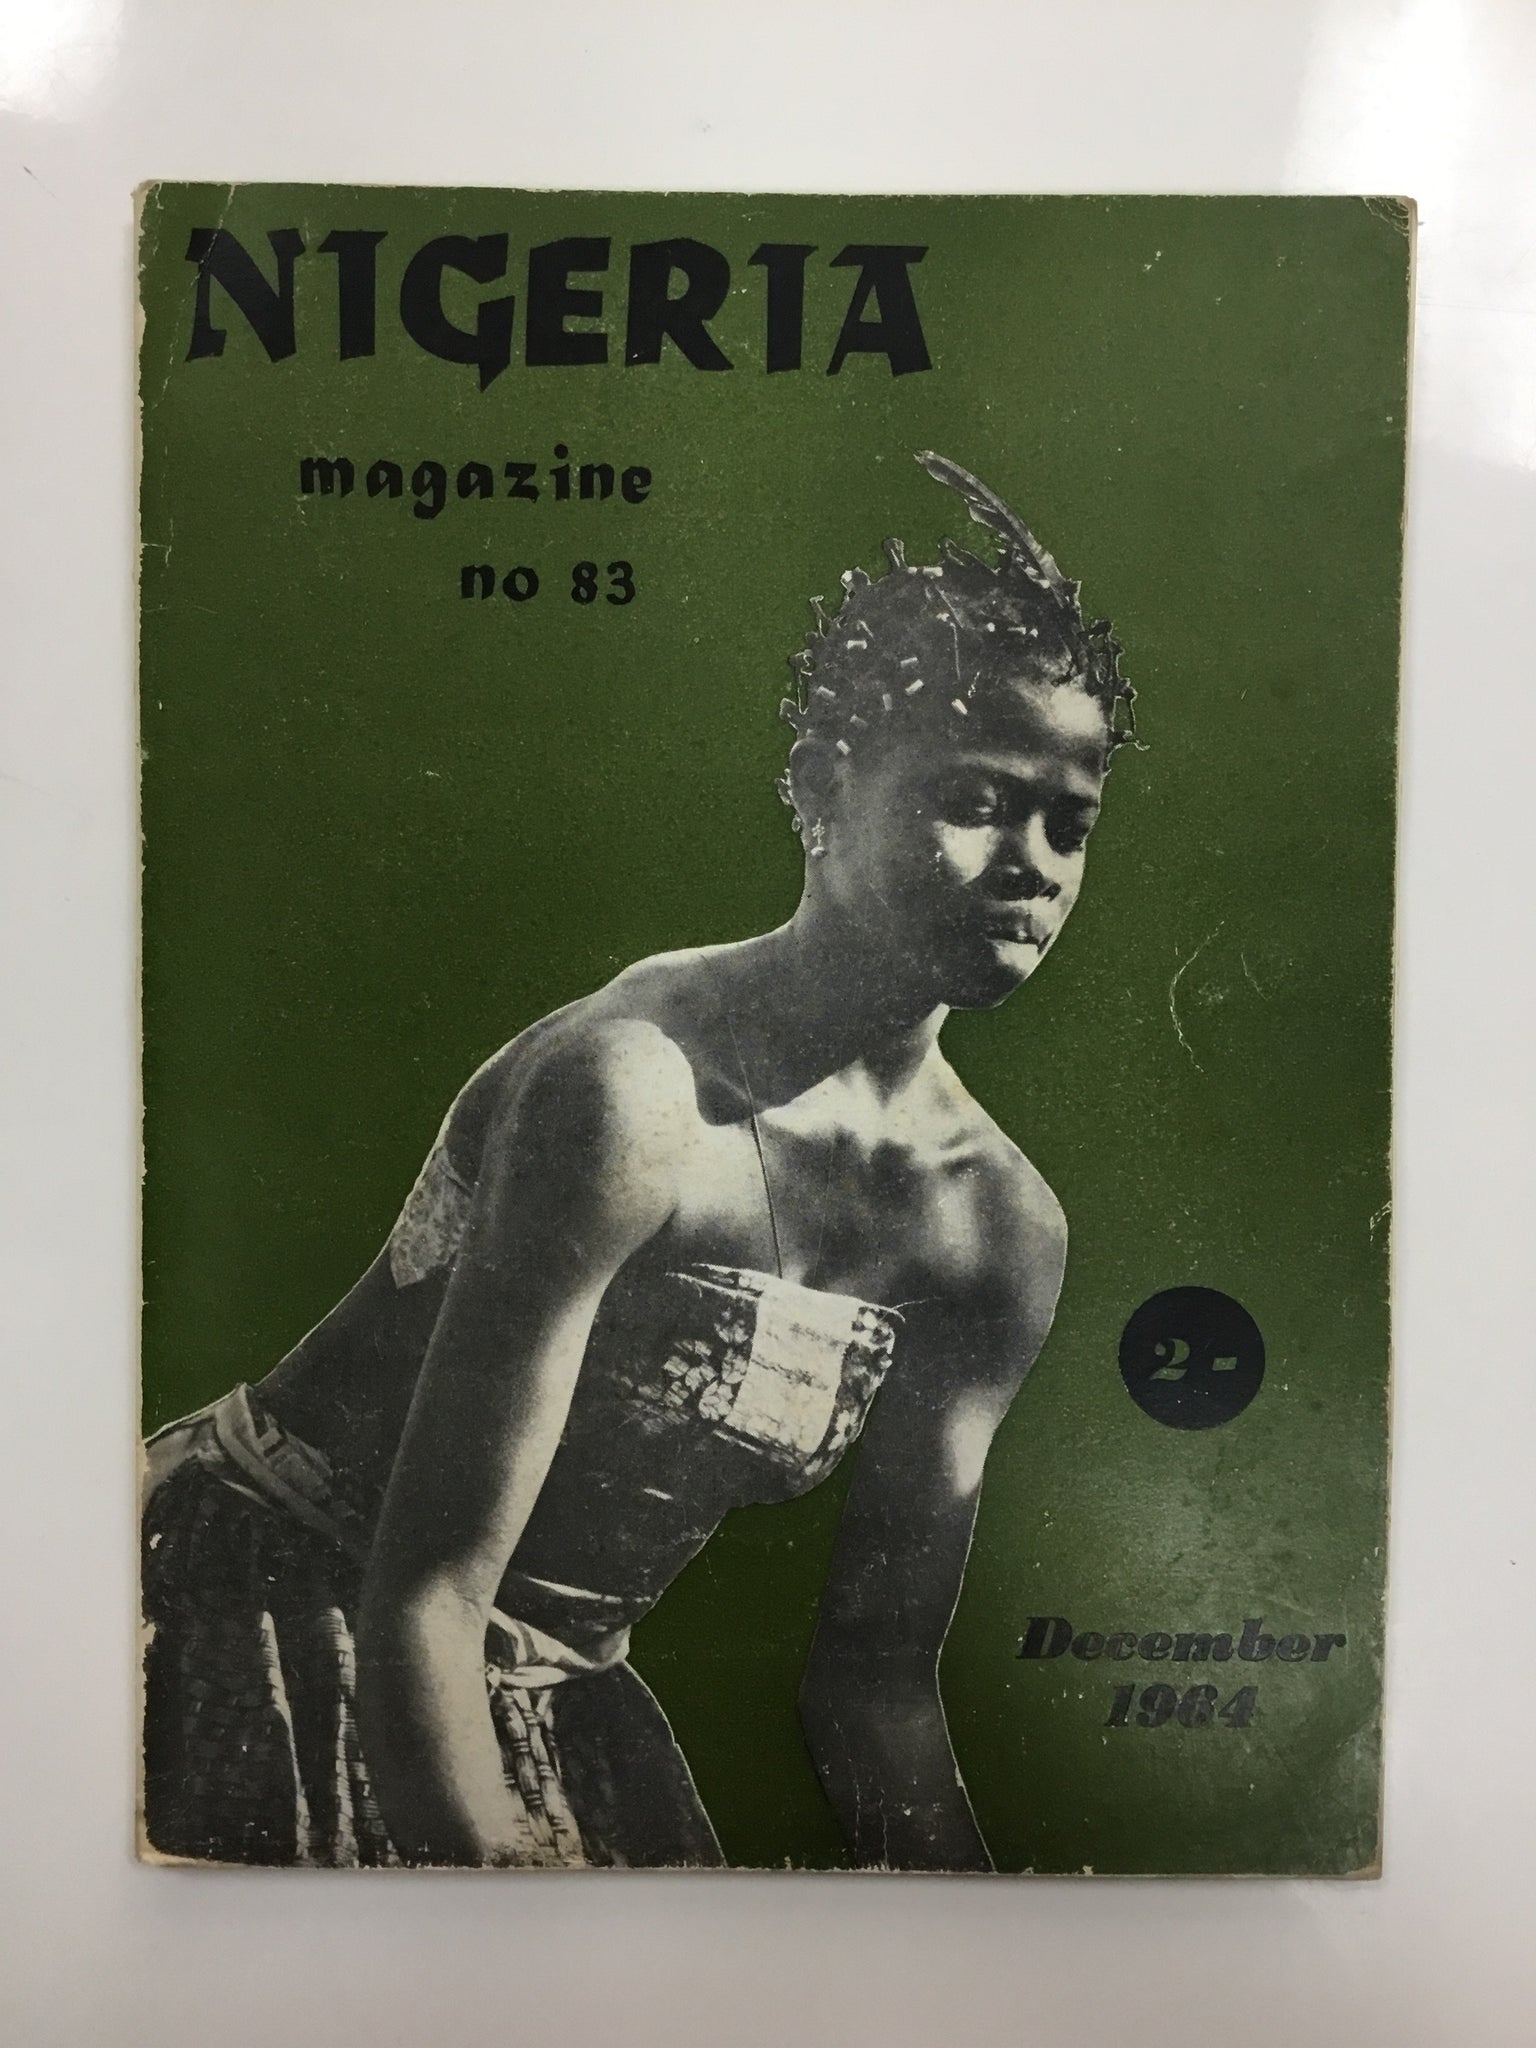 NIGERIA
magazine
no 83
2-
December
1964